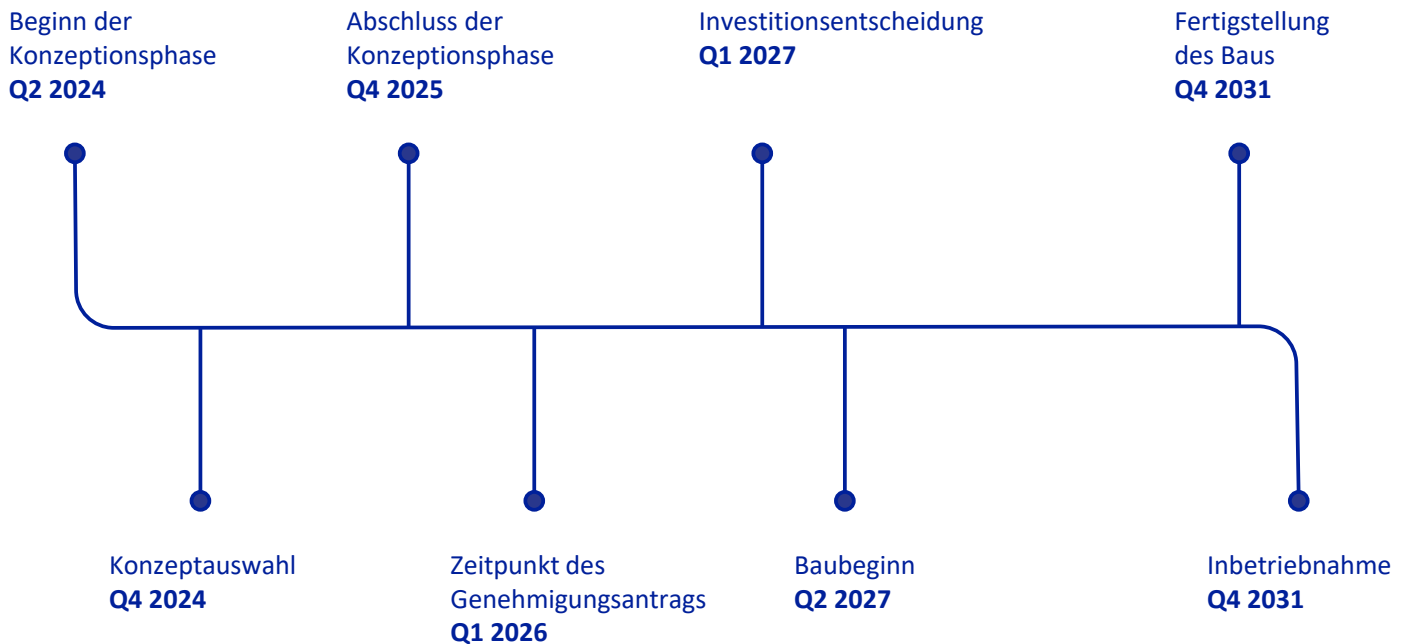 Beginn der
Konzeptionsphase
Q2 2024
Abschluss der
Konzeptionsphase
Q4 2025
Investitionsentscheidung
Q1 2027
Fertigstellung
des Baus
Q4 2031
Konzeptauswahl
Q4 2024
Zeitpunkt des
Genehmigungsantrags
Q1 2026
Baubeginn
Q2 2027
Inbetriebnahme
Q4 2031